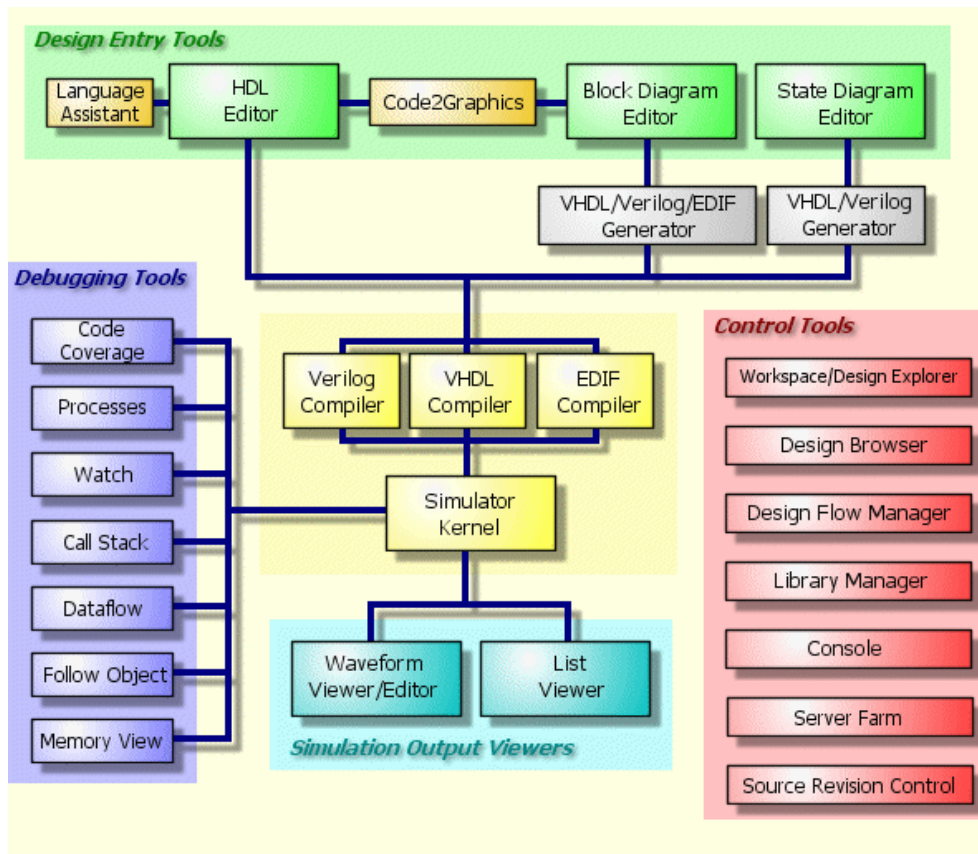 Design Entry Tools
Language
Assistant
HDL
Editor
Code2Graphics
Block Diagram
Editor
State Diagram
Editor
VHDL/Verilog/EDIF
Generator
VHDL/Verilog
Generator
Debugging Tools
Code
Coverage
Processes
Watch
Call Stack
Dataflow
Follow Object
Memory View
Verilog
Compiler
VHDL
Compiler
EDIF
Compiler
Simulator
Kernel
Waveform
Viewer/Editor
List
Viewer
Simulation Output Viewers
Control Tools
Workspace/Design Explorer
Design Browser
Design Flow Manager
Library Manager
Console
Server Farm
Source Revision Control